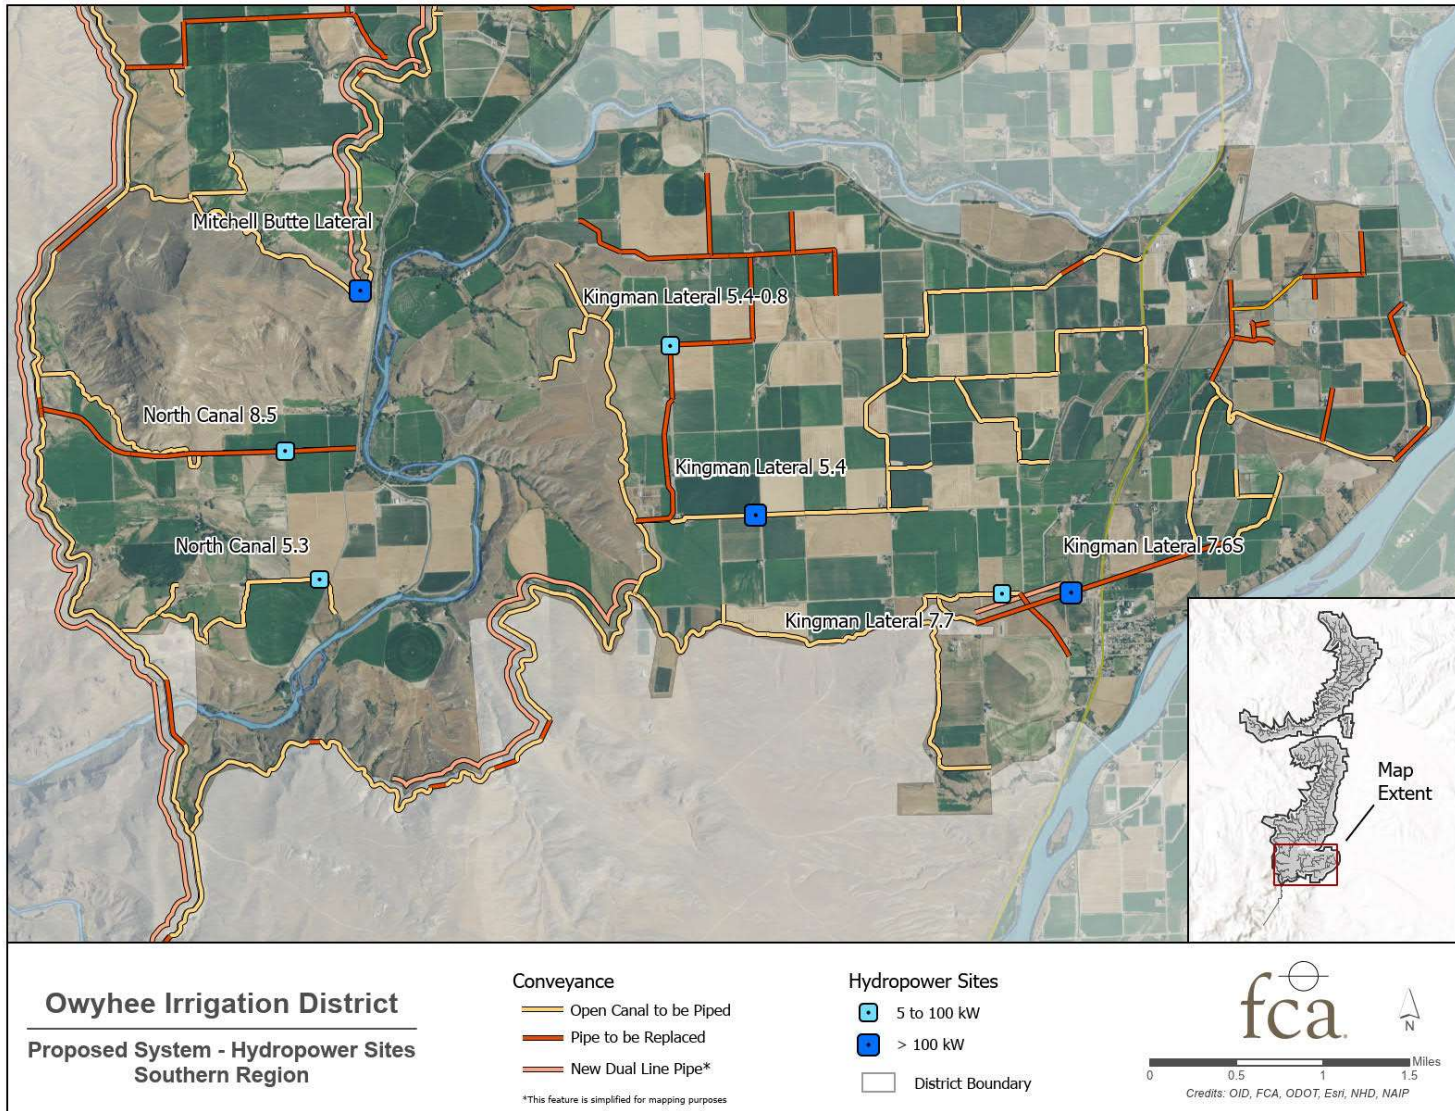 Mitchell Butte Lateral
Kingman Lateral 5.4-0.8
North Canal 8.5
Kingman Lateral 5.4
North Canal 5.3
Kingman Lateral 7.6S
Kingman Lateral 7.7
Map
Extent
Owyhee Irrigation District
Proposed System - Hydropower Sites
Southern Region
Conveyance
Open Canal to be Piped
Pipe to be Replaced
New Dual Line Pipe*
*This feature is simplified for mapping purposes
Hydropower Sites
5 to 100 kW
> 100 kW
District Boundary
fca.
N
0 0.5 1 1.5 Miles
Credits: OID, FCA, ODOT, Esri, NHD, NAIP